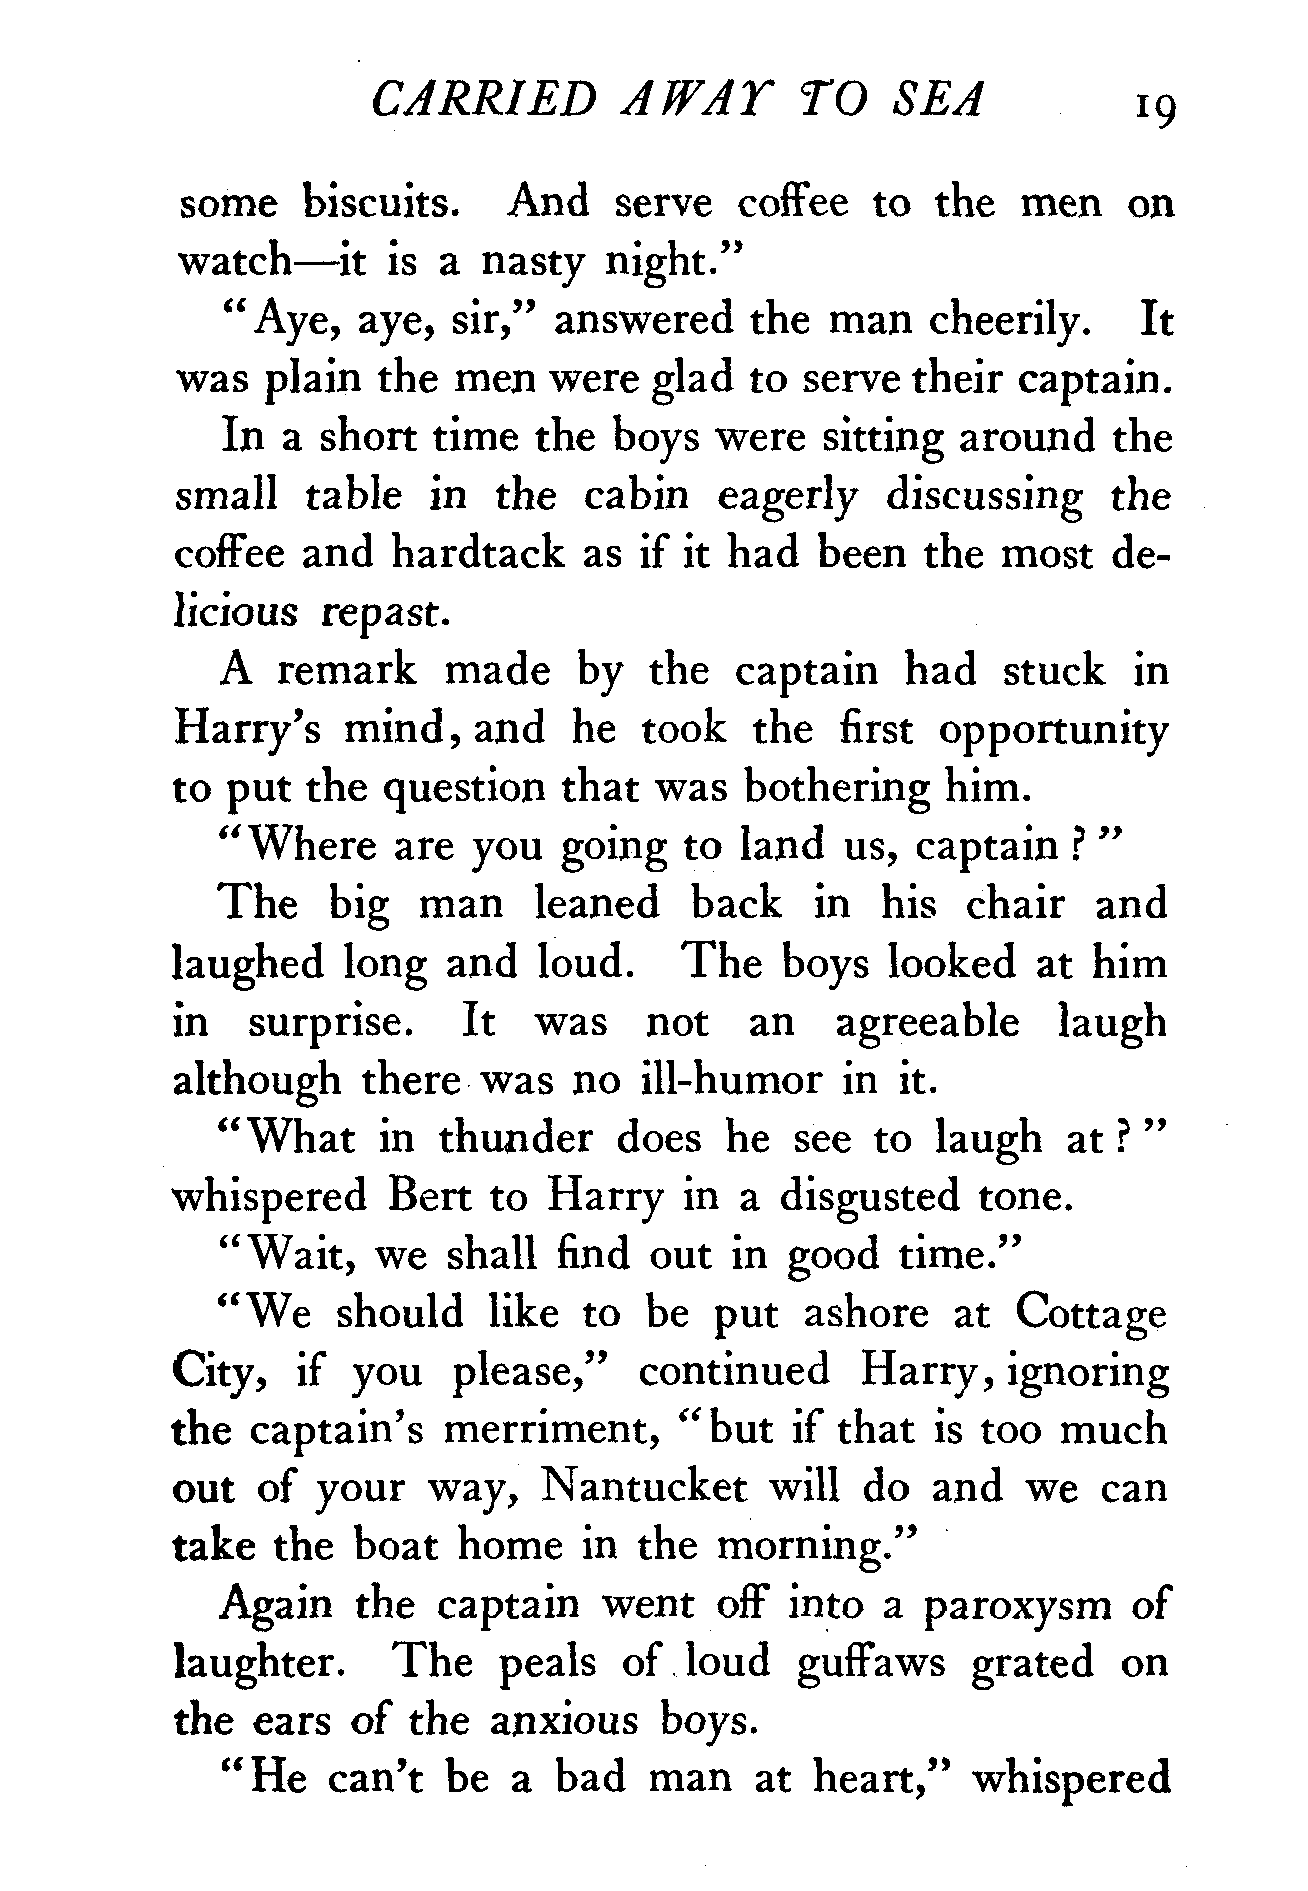 CARRIED AWAY TO SEA 19
some biscuits. And serve coffee to the men on
watch—it is a nasty night."
"Aye, aye, sir," answered the man cheerily. It
was plain the men were glad to serve their captain.
In a short time the boys were sitting around the
small table in the cabin eagerly discussing the
coffee and hardtack as if it had been the most de-
licious repast.
A remark made by the captain had stuck in
Harry's mind, and he took the first opportunity
to put the question that was bothering him.
"Where are you going to land us, captain?"
The big man leaned back in his chair and
laughed long and loud. The boys looked at him
in surprise. It was not an agreeable laugh
although there was no ill-humor in it.
"What in thunder does he see to laugh at?"
whispered Bert to Harry in a disgusted tone.
"Wait, we shall find out in good time."
"We should like to be put ashore at Cottage
City, if you please," continued Harry, ignoring
the captain's merriment, "but if that is too much
out of your way, Nantucket will do and we can
take the boat home in the morning."
Again the captain went off into a paroxysm of
laughter. The peals of loud guffaws grated on
the ears of the anxious boys.
"He can't be a bad man at heart," whispered